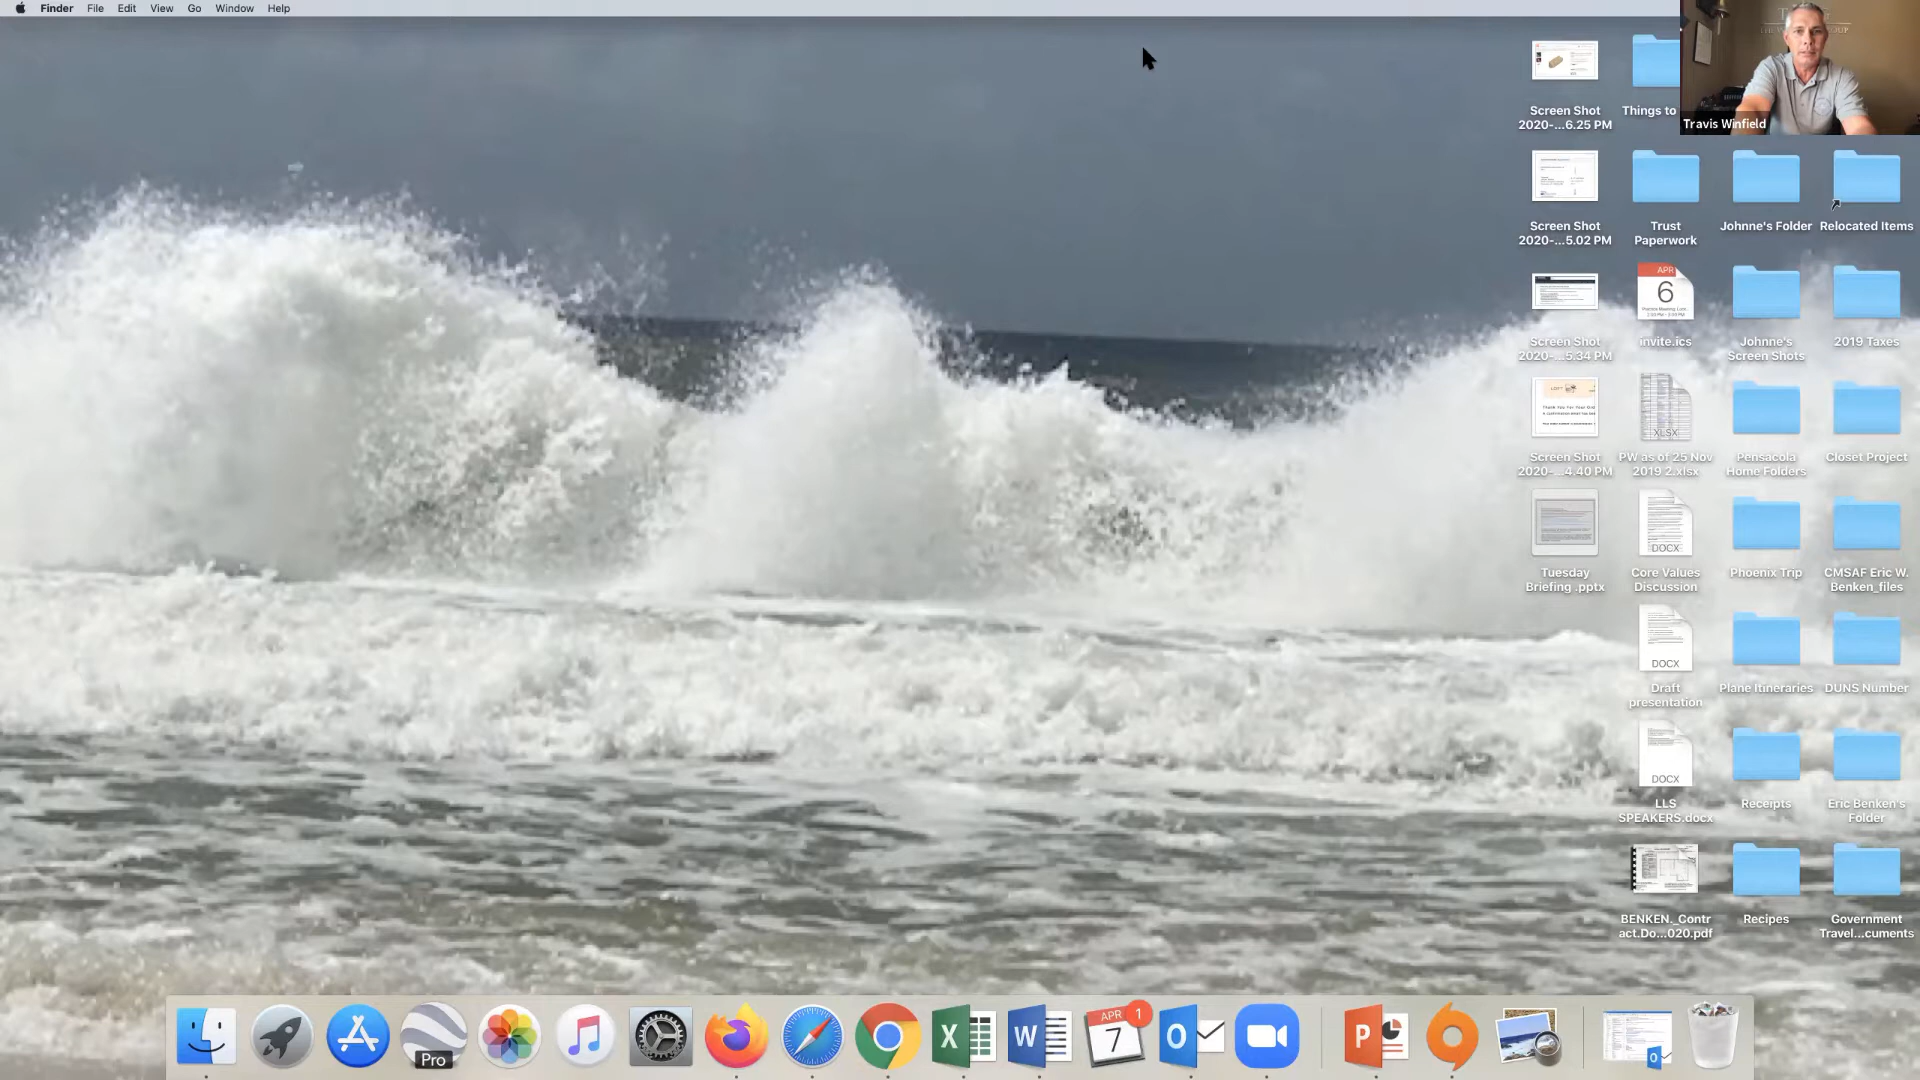 Finder File Edit View Go Window Help
Travis Winfield
Screen Shot
2020-...6.25 PM
Things to
Screen Shot
2020-...5.02 PM
Trust
Paperwork
Johnne's Folder
Relocated Items
APR
6
Screen Shot
2020-...5.34 PM
invite.ics
Johnne's
Screen Shots
2019 Taxes
XLSX
Screen Shot
2020-...4.40 PM
PW as of 25 Nov
2019 2.xlsx
Pensacola
Home Folders
Closet Project
DOCX
Tuesday
Briefing .pptx
Core Values
Discussion
Phoenix Trip
CMSAF Eric W.
Benken_files
DOCX
Draft
presentation
Plane Itineraries
DUNS Number
DOCX
LLS
SPEAKERS.docx
Receipts
Eric Benken's
Folder
BENKEN._Contr
act.Do...020.pdf
Recipes
Government
Travel...cuments
Pro
X
W
APR
1
7
O
P
O